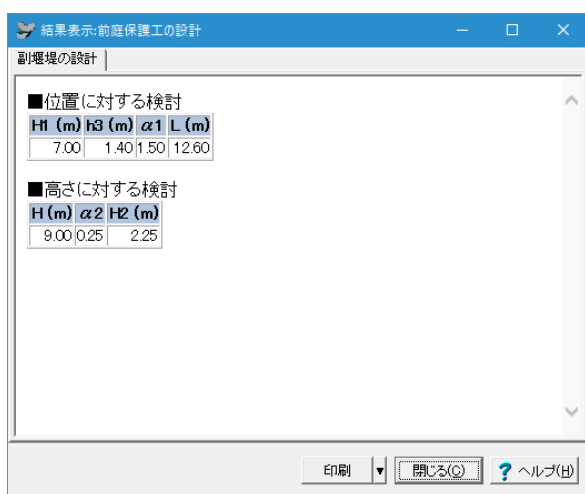 結果表示:前庭保護工の設計
副堰堤の設計
■位置に対する検討
H1 (m) h3 (m) α1 L (m)
7.00 1.40 1.50 12.60
■高さに対する検討
H (m) α2 H2 (m)
9.00 0.25 2.25
印刷 ▼ 閉じる(C) ? ヘルプ(H)